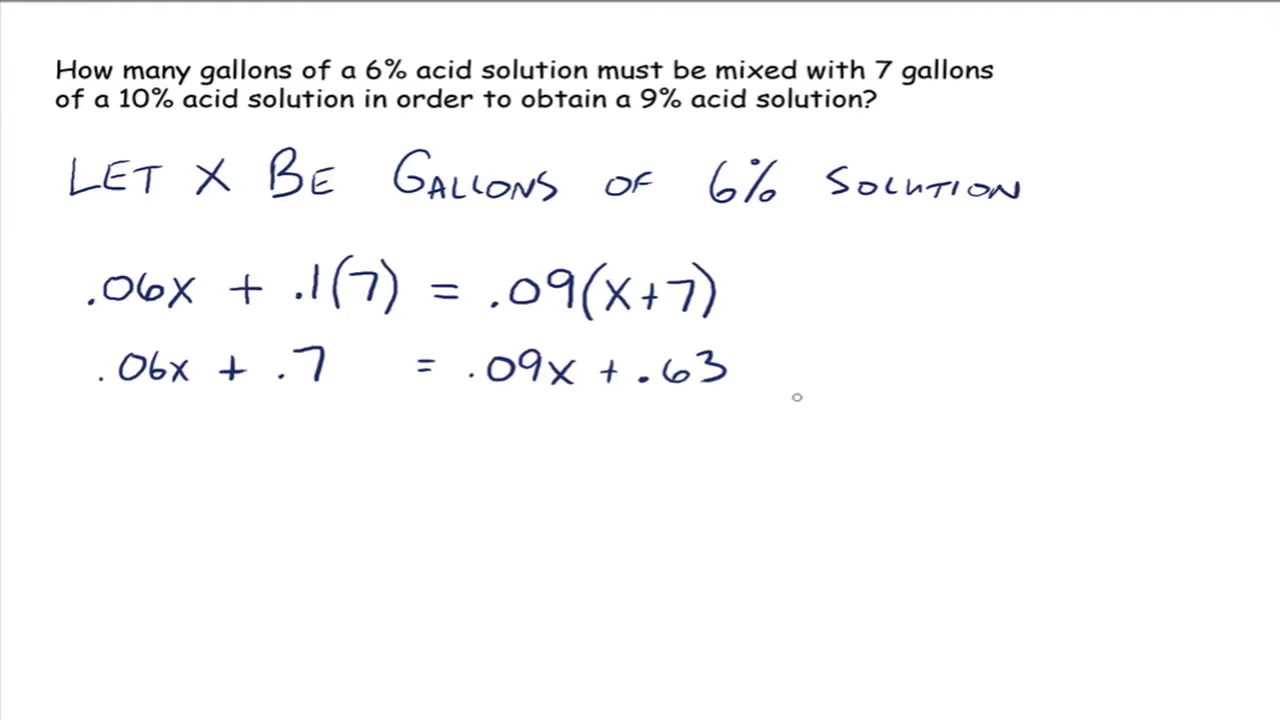 How many gallons of a 6% acid solution must be mixed with 7 gallons
of a 10% acid solution in order to obtain a 9% acid solution?
LET X BE GALLONS OF 6% SOLUTION
.06x + .1(7) = .09(x+7)
.06x + .7 = .09x + .63